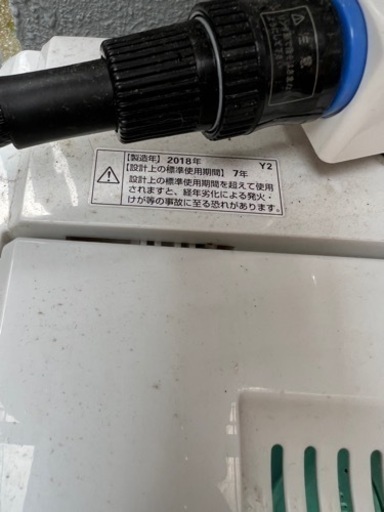 ⚠注意
【製造年】2018年 Y2
【設計上の標準使用期間】7年
設計上の標準使用期間を超えて使用
されますと、経年劣化による発火・
けが等の事故に至る恐れがあります。